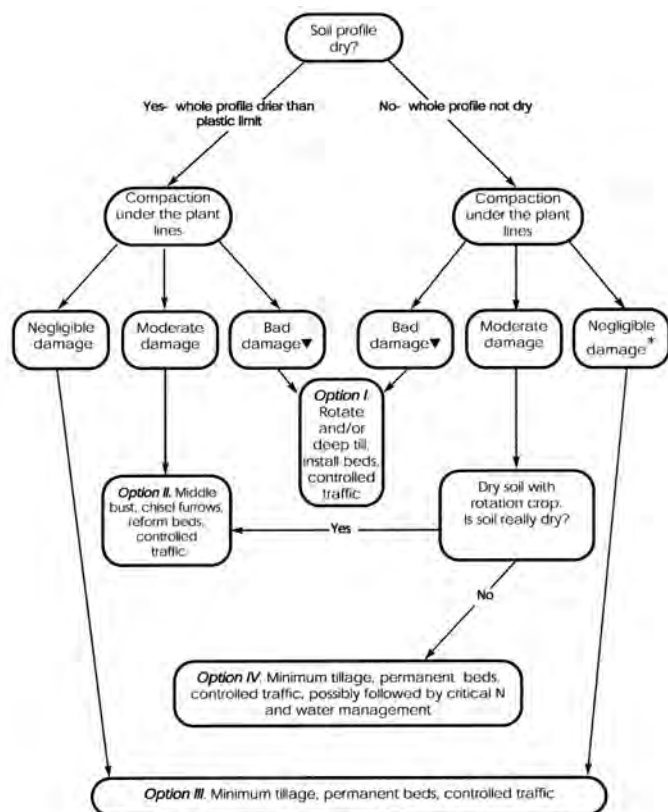 Soil profile
dry?
Yes- whole profile drier than
plastic limit
No- whole profile not dry
Compaction
under the plant
lines
Compaction
under the plant
lines
Negligible
damage
Moderate
damage
Bad
damage▼
Bad
damage▼
Moderate
damage
Negligible
damage*
Option I.
Rotate
and/or
deep till,
install beds,
controlled
traffic
Option II. Middle
bust, chisel furrows,
reform beds,
controlled
traffic
Yes
Dry soil with
rotation crop.
Is soil really dry?
No
Option IV. Minimum tillage, permanent beds,
controlled traffic, possibly followed by critical N
and water management
Option III. Minimum tillage, permanent beds, controlled traffic